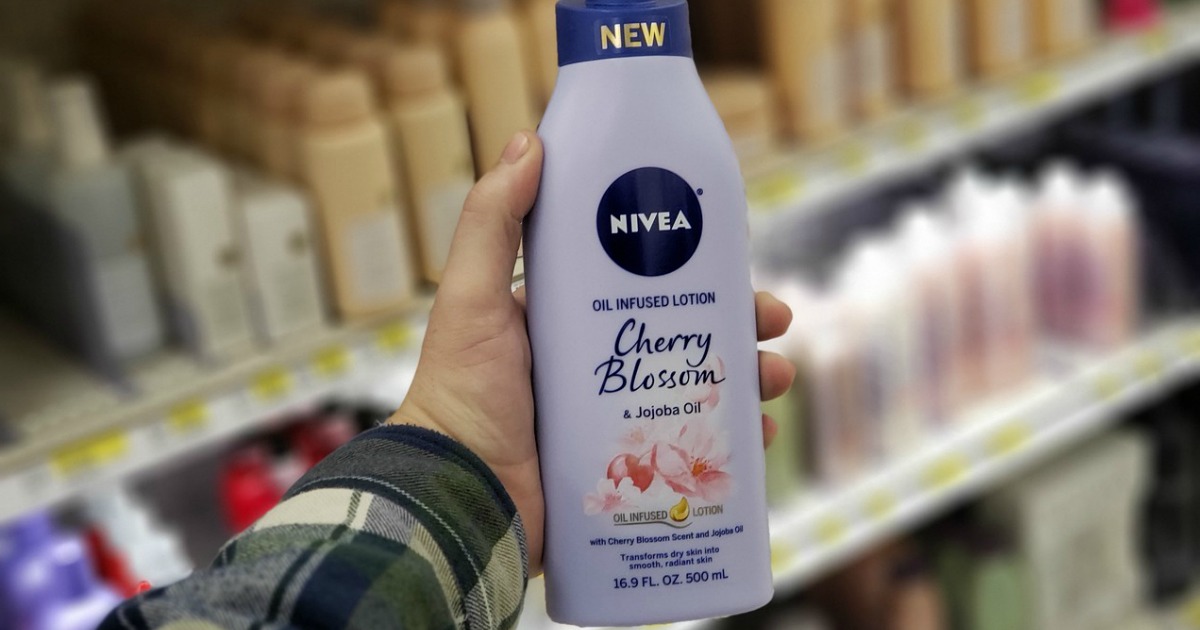 NEW
NIVEA®
OIL INFUSED LOTION
Cherry
Blossom
& Jojoba Oil
OIL INFUSED LOTION
with Cherry Blossom Scent and Jojoba Oil
Transforms dry skin into
smooth, radiant skin
16.9 FL. OZ. 500 mL